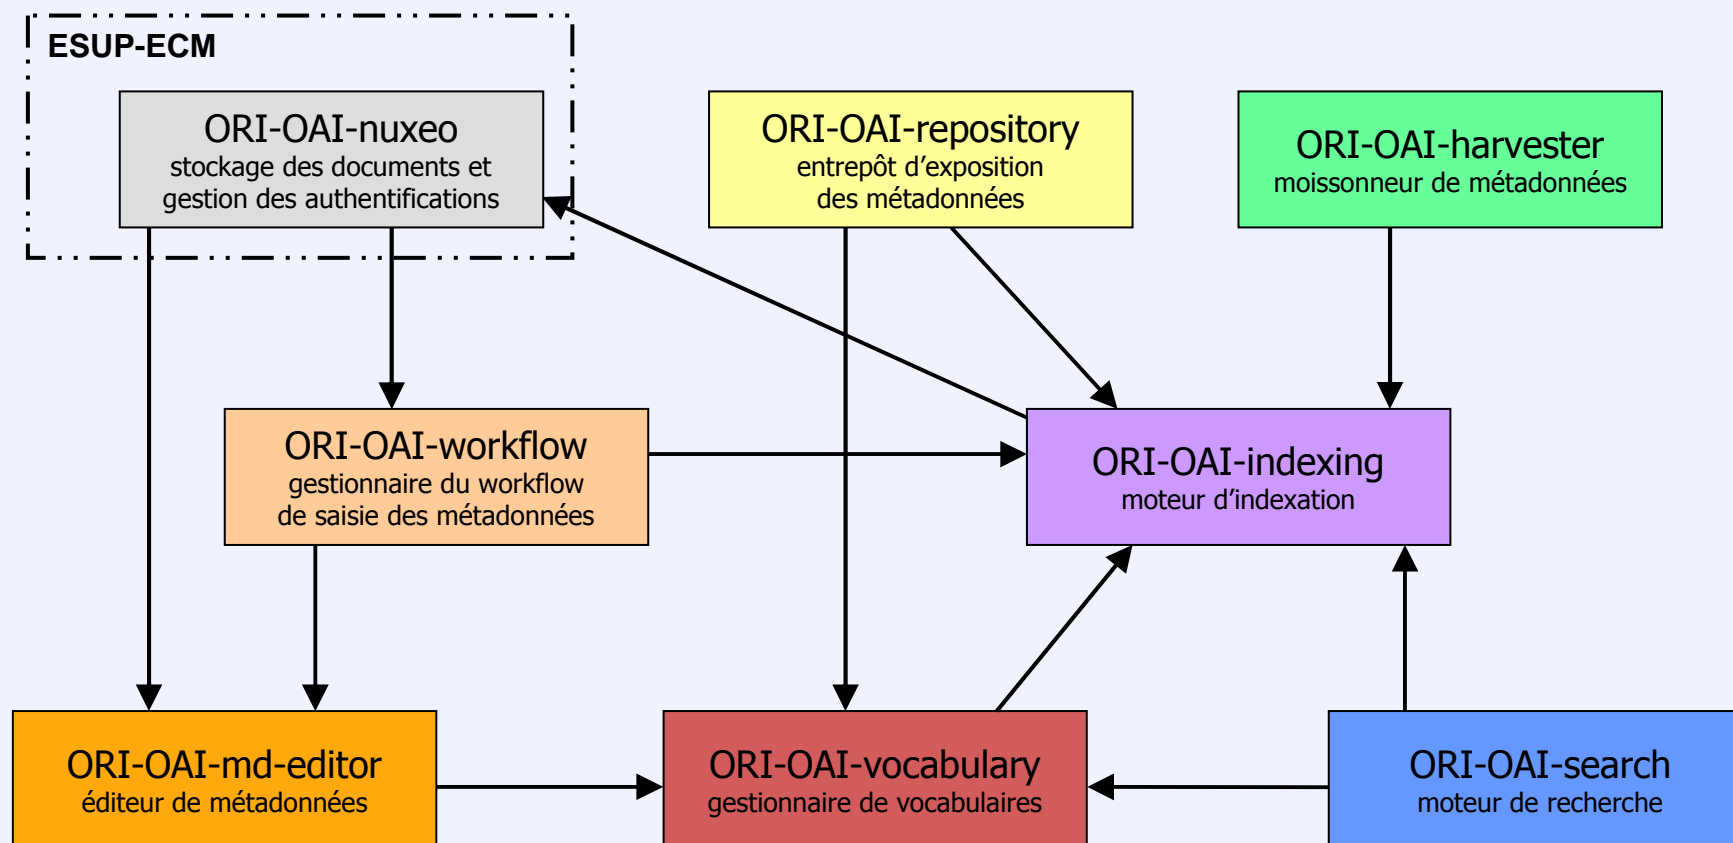 ESUP-ECM
ORI-OAI-nuxeo
stockage des documents et
gestion des authentifications
ORI-OAI-repository
entrepôt d’exposition
des métadonnées
ORI-OAI-harvester
moissonneur de métadonnées
ORI-OAI-workflow
gestionnaire du workflow
de saisie des métadonnées
ORI-OAI-indexing
moteur d’indexation
ORI-OAI-md-editor
éditeur de métadonnées
ORI-OAI-vocabulary
gestionnaire de vocabulaires
ORI-OAI-search
moteur de recherche